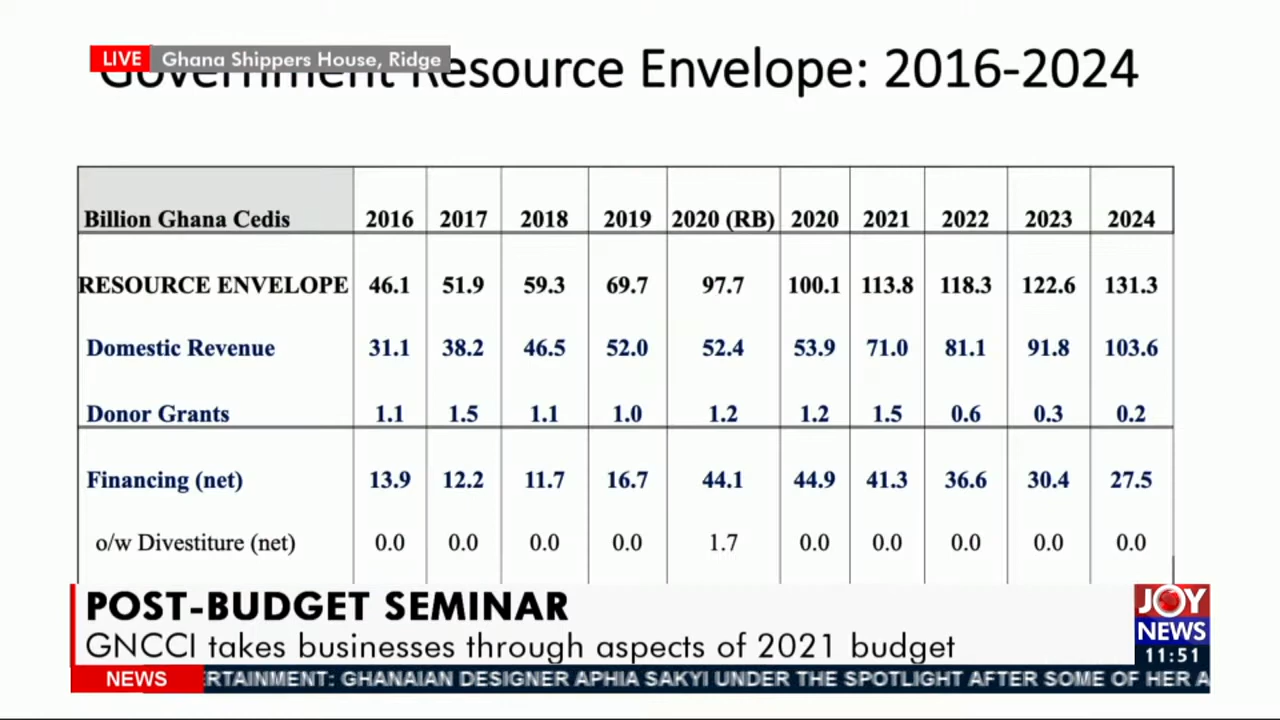 LIVE Ghana Shippers House, Ridge
Government Resource Envelope: 2016-2024
Billion Ghana Cedis 2016 2017 2018 2019 2020 (RB) 2020 2021 2022 2023 2024
RESOURCE ENVELOPE 46.1 51.9 59.3 69.7 97.7 100.1 113.8 118.3 122.6 131.3
Domestic Revenue 31.1 38.2 46.5 52.0 52.4 53.9 71.0 81.1 91.8 103.6
Donor Grants 1.1 1.5 1.1 1.0 1.2 1.2 1.5 0.6 0.3 0.2
Financing (net) 13.9 12.2 11.7 16.7 44.1 44.9 41.3 36.6 30.4 27.5
o/w Divestiture (net) 0.0 0.0 0.0 0.0 1.7 0.0 0.0 0.0 0.0 0.0
POST-BUDGET SEMINAR
GNCCI takes businesses through aspects of 2021 budget
JOY
NEWS
11:51
NEWS RTAINMENT: GHANAIAN DESIGNER APHIA SAKYI UNDER THE SPOTLIGHT AFTER SOME OF HER A